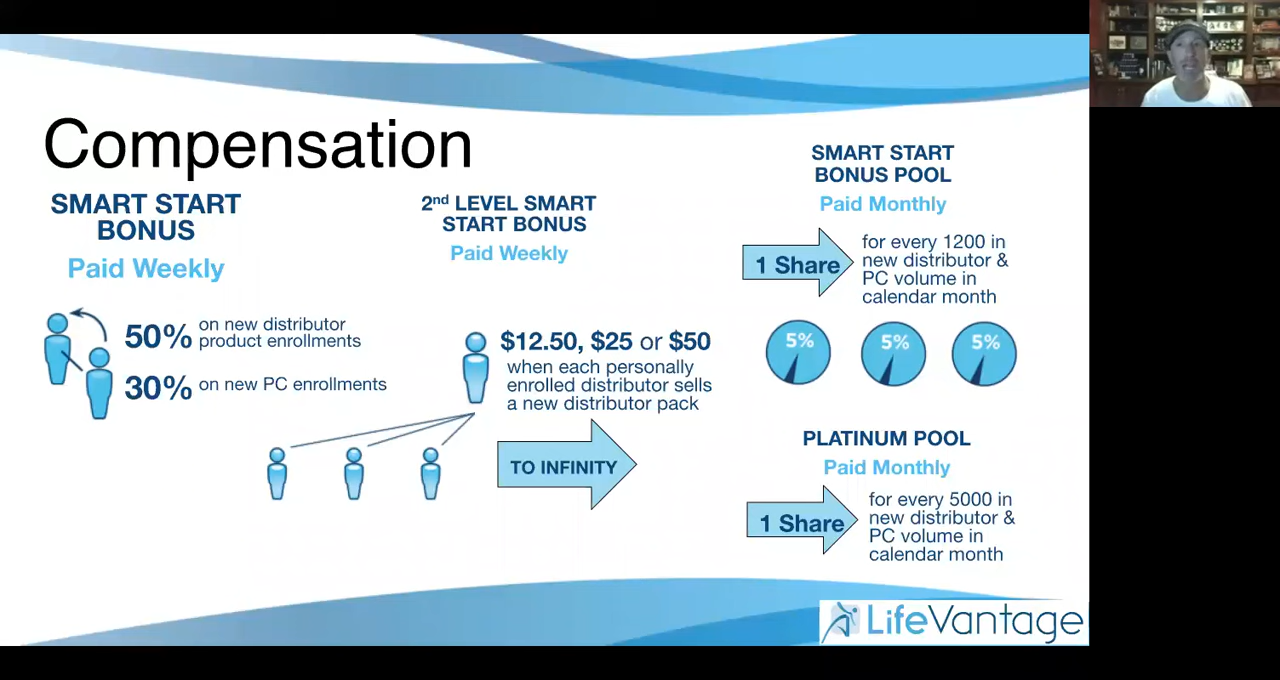 Compensation
SMART START
BONUS
Paid Weekly
50%
on new distributor
product enrollments
30%
on new PC enrollments
2nd LEVEL SMART
START BONUS
Paid Weekly
$12.50, $25 or $50
when each personally
enrolled distributor sells
a new distributor pack
TO INFINITY
SMART START
BONUS POOL
Paid Monthly
1 Share
for every 1200 in
new distributor &
PC volume in
calendar month
5% 5% 5%
PLATINUM POOL
Paid Monthly
1 Share
for every 5000 in
new distributor &
PC volume in
calendar month
LifeVantage